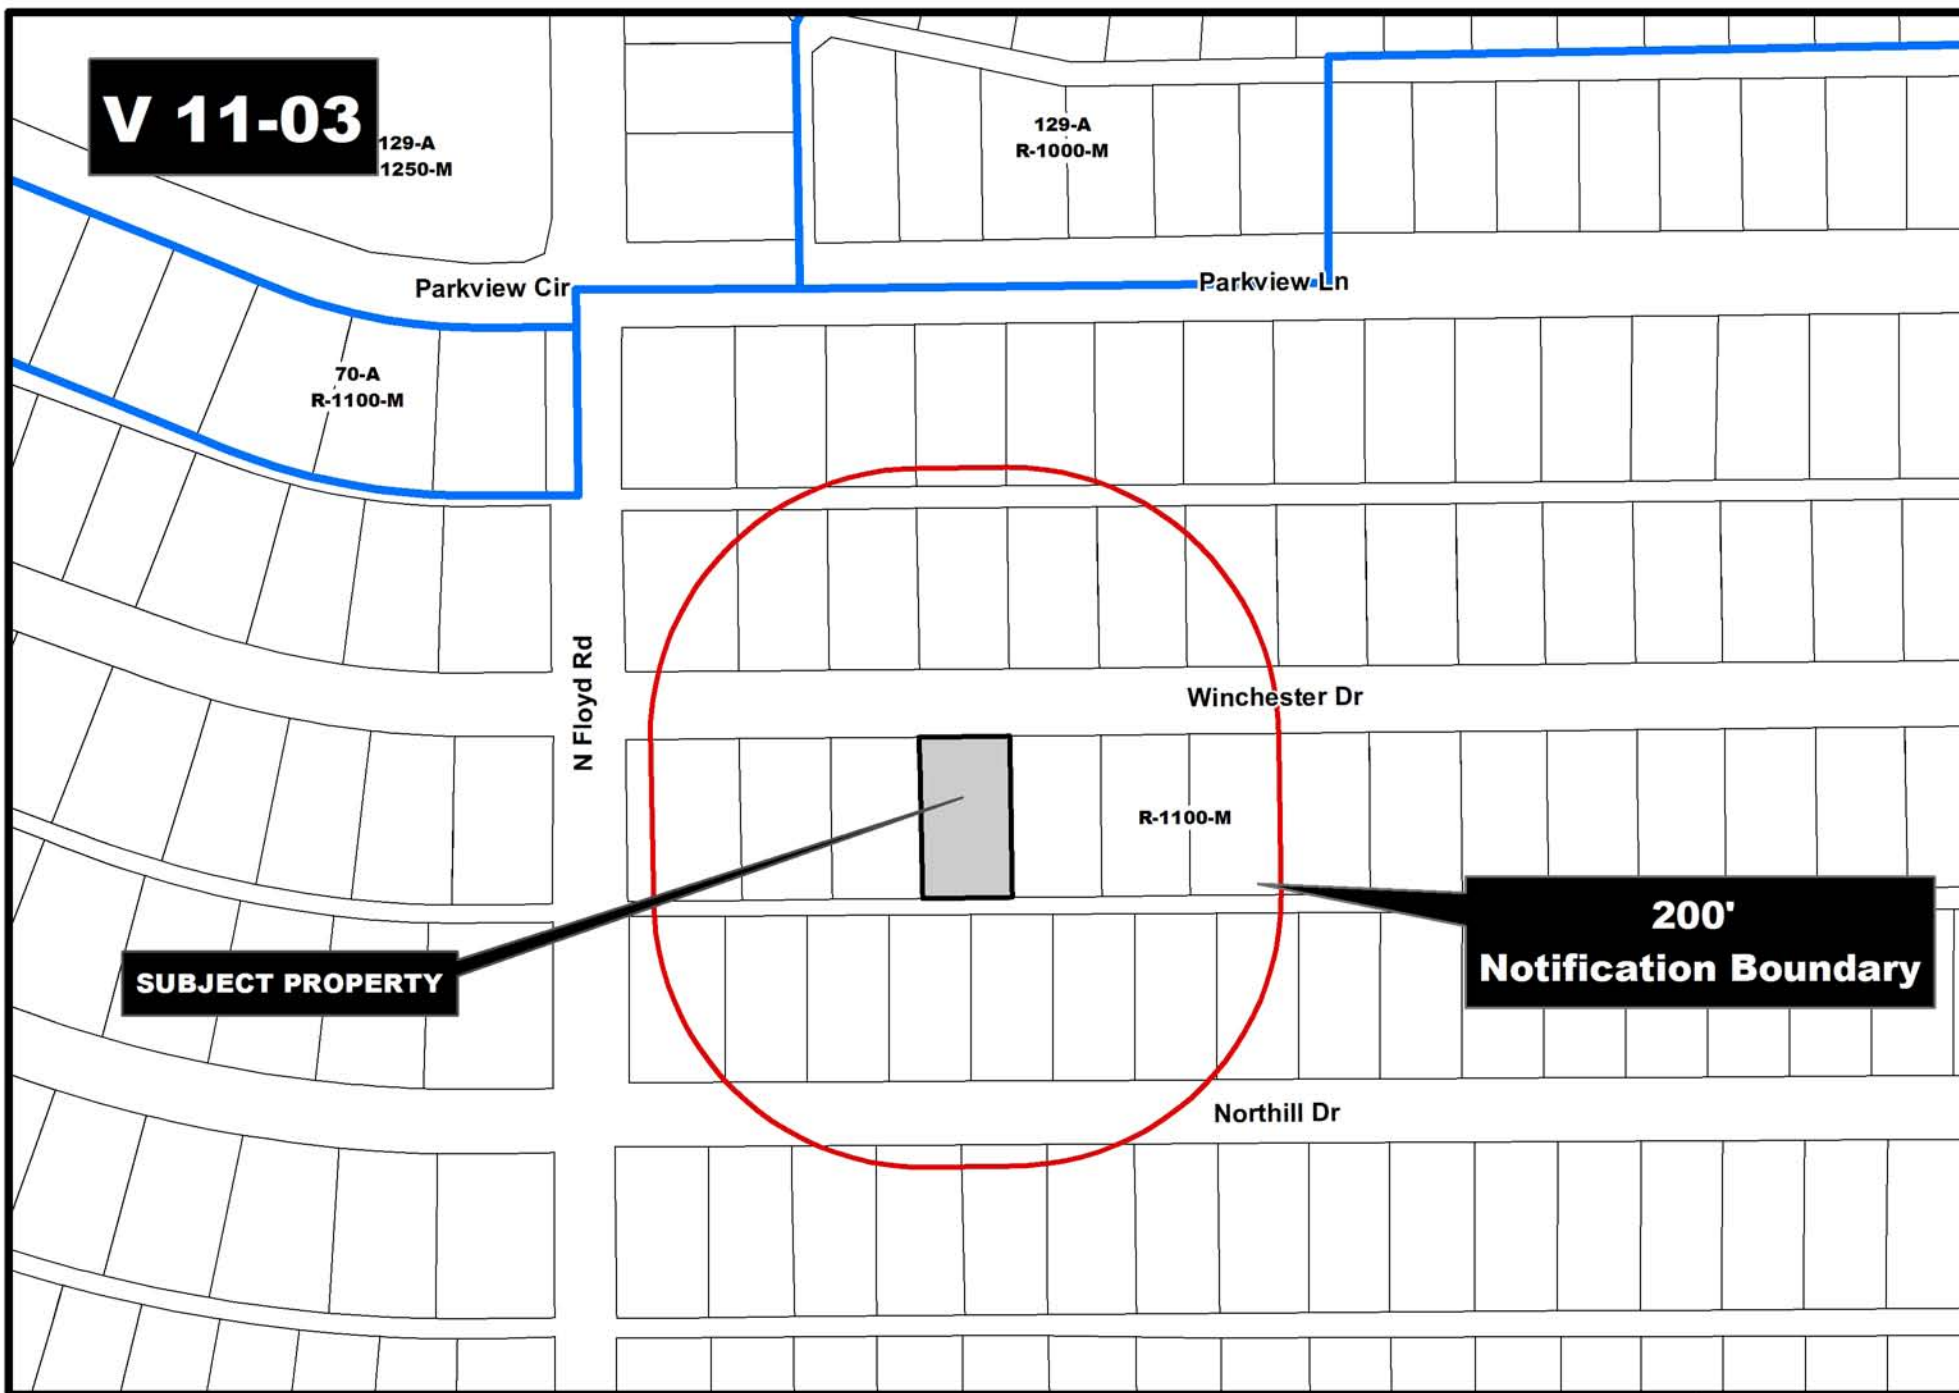 V 11-03
129-A
1250-M
129-A
R-1000-M
Parkview Cir
Parkview Ln
70-A
R-1100-M
N Floyd Rd
Winchester Dr
R-1100-M
200'
Notification Boundary
SUBJECT PROPERTY
Northill Dr